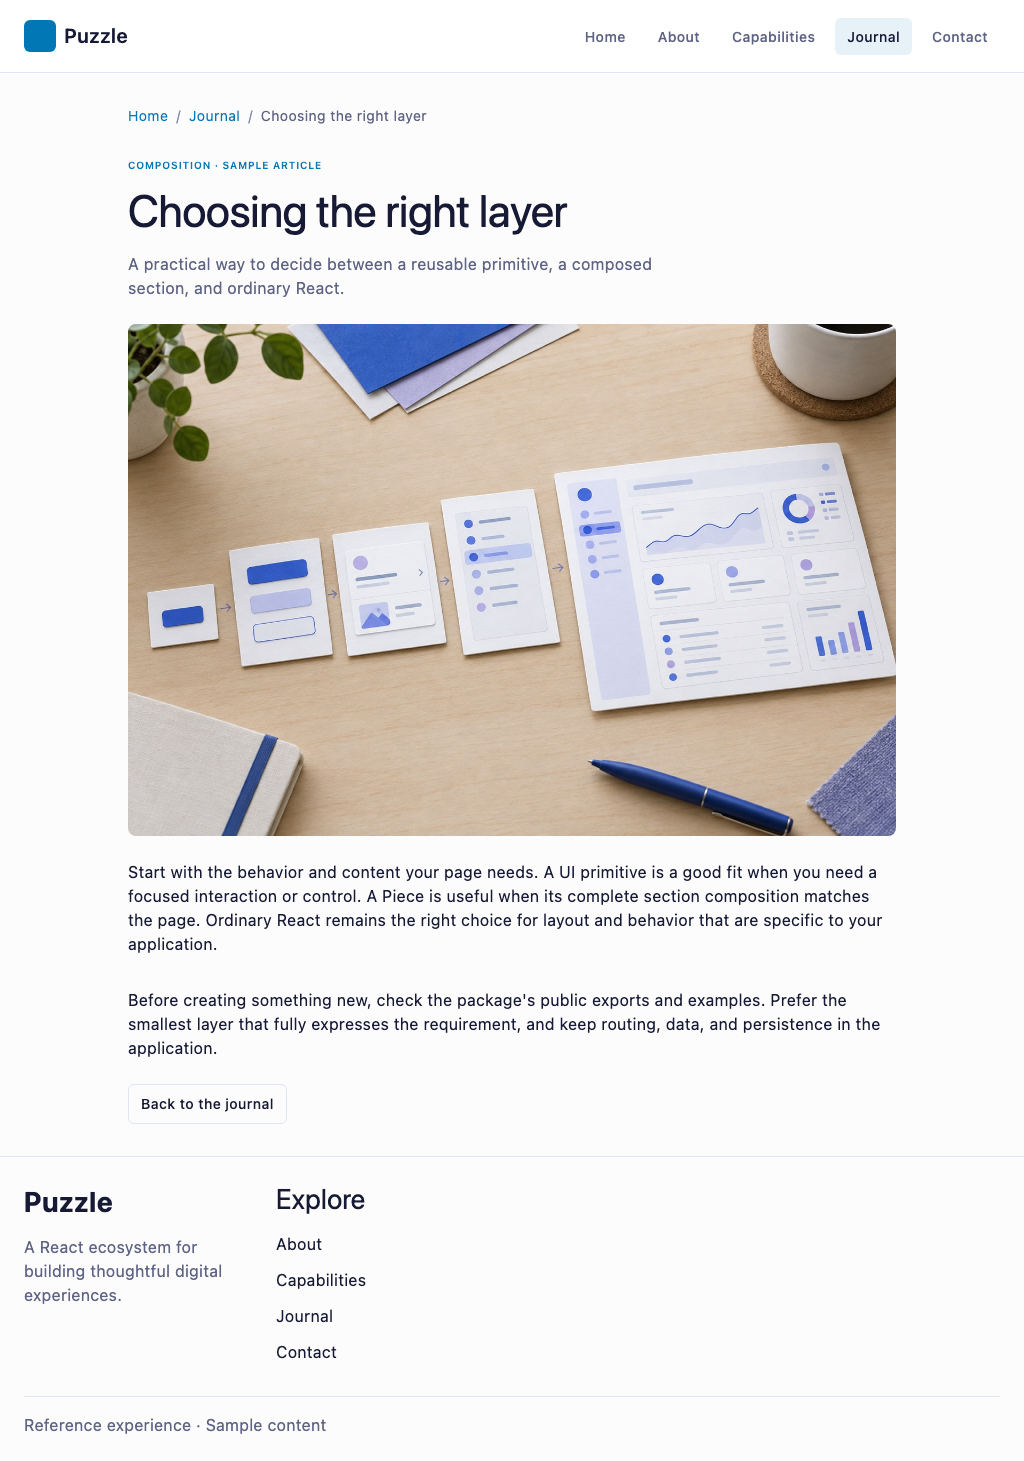 Puzzle
Home
About
Capabilities
Journal
Contact
Home / Journal / Choosing the right layer
COMPOSITION · SAMPLE ARTICLE
Choosing the right layer
A practical way to decide between a reusable primitive, a composed
section, and ordinary React.
Start with the behavior and content your page needs. A UI primitive is a good fit when you need a
focused interaction or control. A Piece is useful when its complete section composition matches
the page. Ordinary React remains the right choice for layout and behavior that are specific to your
application.
Before creating something new, check the package's public exports and examples. Prefer the
smallest layer that fully expresses the requirement, and keep routing, data, and persistence in the
application.
Back to the journal
Puzzle
A React ecosystem for
building thoughtful digital
experiences.
Explore
About
Capabilities
Journal
Contact
Reference experience · Sample content